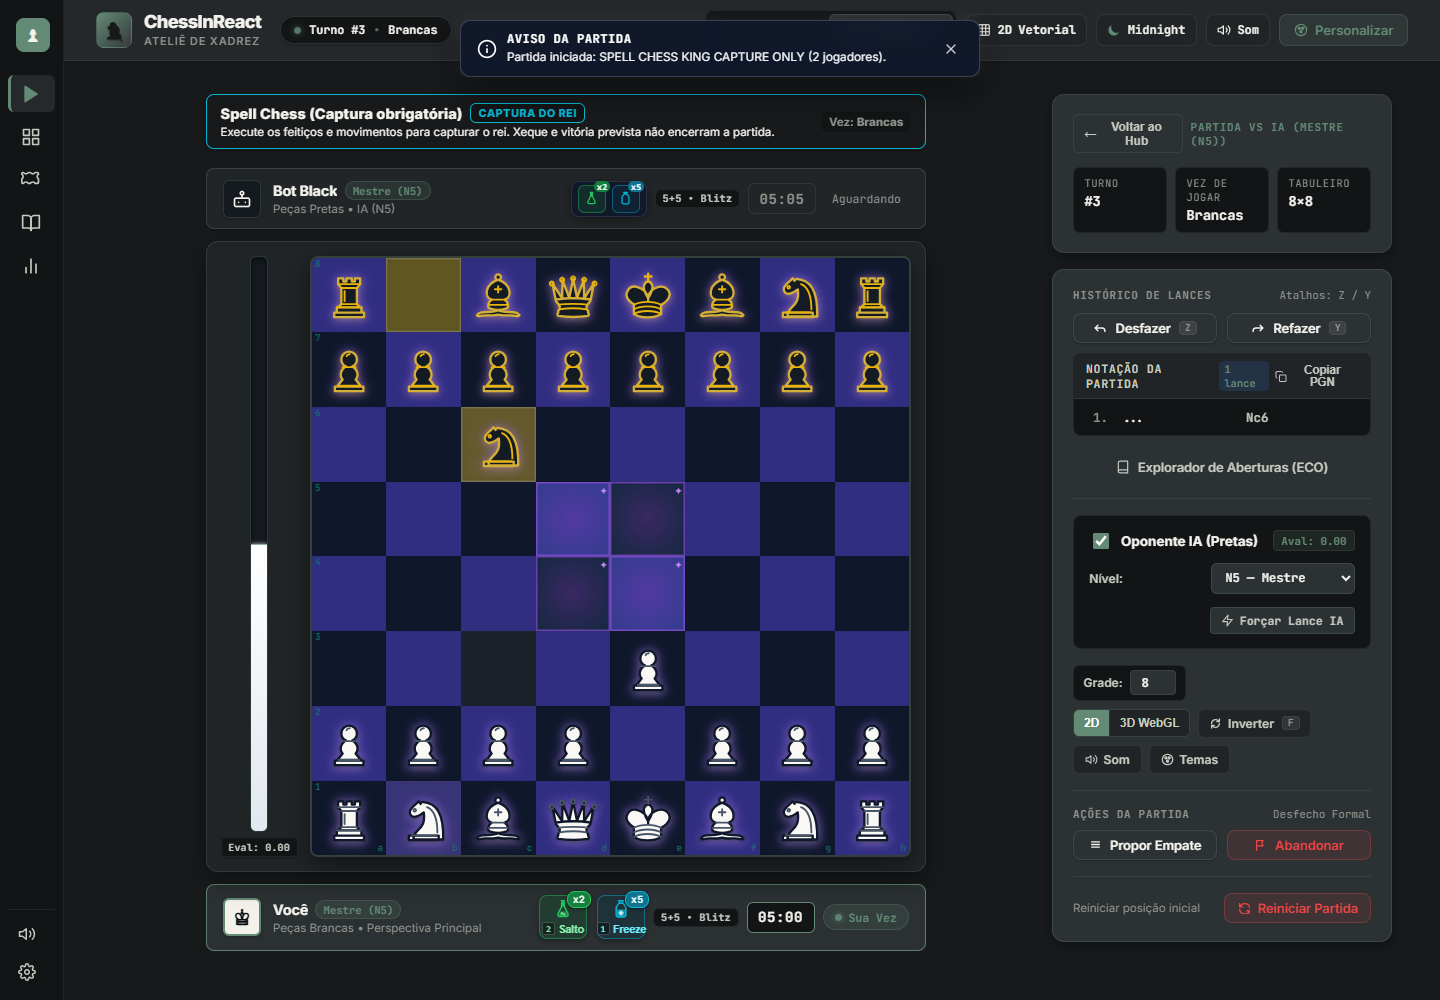 ChessInReact
ATELIÊ DE XADREZ
Turno #3 • Brancas
AVISO DA PARTIDA
Partida iniciada: SPELL CHESS KING CAPTURE ONLY (2 jogadores).
2D Vetorial
Midnight
Som
Personalizar
Spell Chess (Captura obrigatória)
CAPTURA DO REI
Execute os feitiços e movimentos para capturar o rei. Xeque e vitória prevista não encerram a partida.
Vez: Brancas
Bot Black
Mestre (N5)
Peças Pretas • IA (N5)
x2
x5
5+5 • Blitz
05:05
Aguardando
8
7
6
5
4
3
2
1
a
b
c
d
e
f
g
h
Eval: 0.00
Você
Mestre (N5)
Peças Brancas • Perspectiva Principal
x2
2 Salto
x5
1 Freeze
5+5 • Blitz
05:00
Sua Vez
← Voltar ao Hub
PARTIDA VS IA (MESTRE (N5))
TURNO
#3
VEZ DE JOGAR
Brancas
TABULEIRO
8×8
HISTÓRICO DE LANCES
Atalhos: Z / Y
Desfazer Z
Refazer Y
NOTAÇÃO DA PARTIDA
1 lance
Copiar PGN
1. ... Nc6
Explorador de Aberturas (ECO)
Oponente IA (Pretas)
Aval: 0.00
Nível:
N5 — Mestre
Forçar Lance IA
Grade: 8
2D
3D WebGL
Inverter F
Som
Temas
AÇÕES DA PARTIDA
Desfecho Formal
Propor Empate
Abandonar
Reiniciar posição inicial
Reiniciar Partida